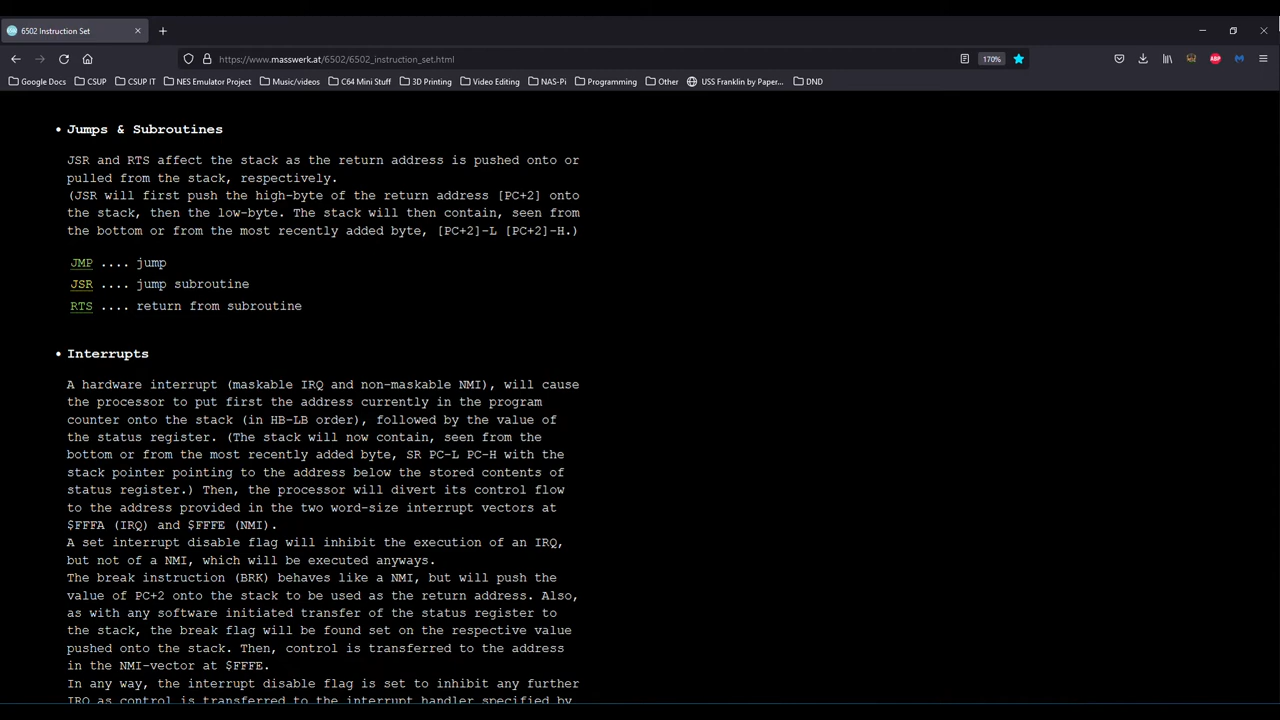 6502 Instruction Set
https://www.masswerk.at/6502/6502_instruction_set.html
170%
ABP
Google Docs
CSUP
CSUP IT
NES Emulator Project
Music/videos
C64 Mini Stuff
3D Printing
Video Editing
NAS-Pi
Programming
Other
USS Franklin by Paper...
DND
• Jumps & Subroutines
JSR and RTS affect the stack as the return address is pushed onto or
pulled from the stack, respectively.
(JSR will first push the high-byte of the return address [PC+2] onto
the stack, then the low-byte. The stack will then contain, seen from
the bottom or from the most recently added byte, [PC+2]-L [PC+2]-H.)
JMP .... jump
JSR .... jump subroutine
RTS .... return from subroutine
• Interrupts
A hardware interrupt (maskable IRQ and non-maskable NMI), will cause
the processor to put first the address currently in the program
counter onto the stack (in HB-LB order), followed by the value of
the status register. (The stack will now contain, seen from the
bottom or from the most recently added byte, SR PC-L PC-H with the
stack pointer pointing to the address below the stored contents of
status register.) Then, the processor will divert its control flow
to the address provided in the two word-size interrupt vectors at
$FFFA (IRQ) and $FFFE (NMI).
A set interrupt disable flag will inhibit the execution of an IRQ,
but not of a NMI, which will be executed anyways.
The break instruction (BRK) behaves like a NMI, but will push the
value of PC+2 onto the stack to be used as the return address. Also,
as with any software initiated transfer of the status register to
the stack, the break flag will be found set on the respective value
pushed onto the stack. Then, control is transferred to the address
in the NMI-vector at $FFFE.
In any way, the interrupt disable flag is set to inhibit any further
IRQ as control is transferred to the interrupt handler specified by